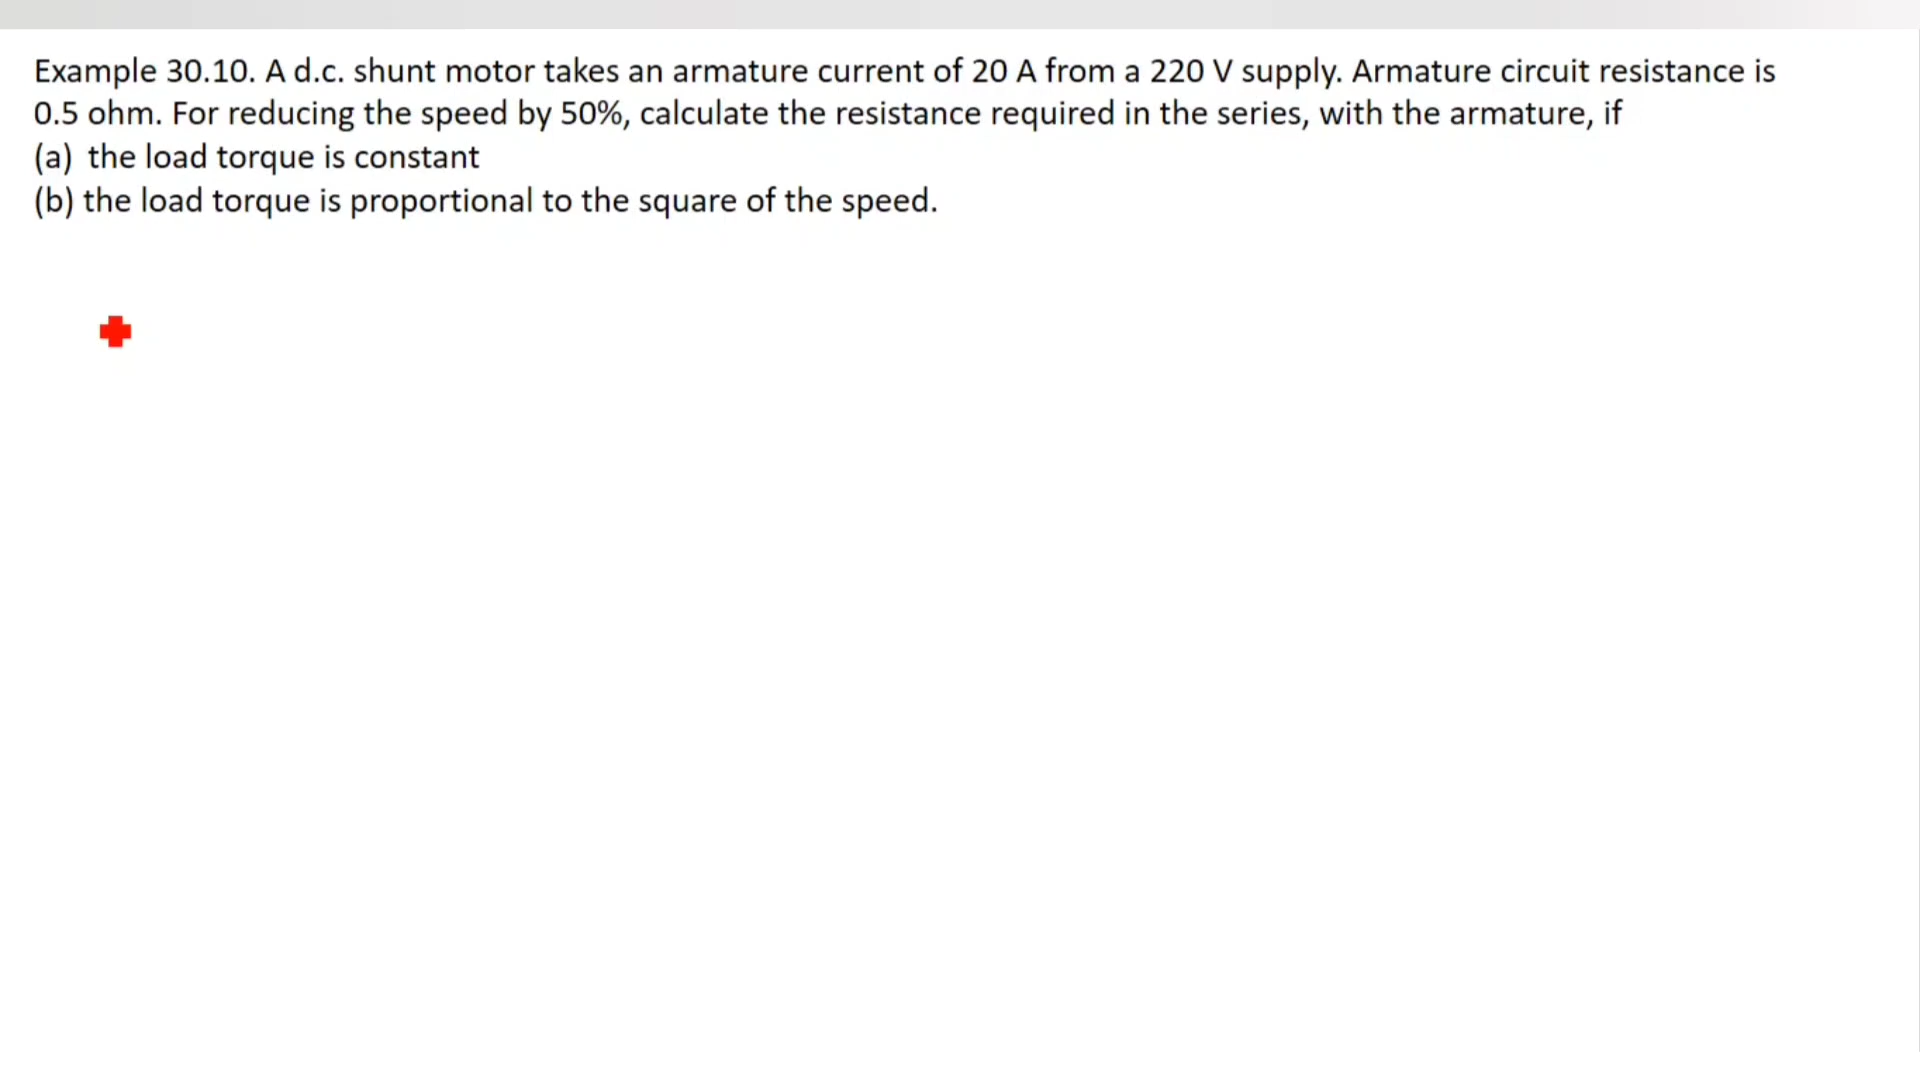 Example 30.10. A d.c. shunt motor takes an armature current of 20 A from a 220 V supply. Armature circuit resistance is
0.5 ohm. For reducing the speed by 50%, calculate the resistance required in the series, with the armature, if
(a) the load torque is constant
(b) the load torque is proportional to the square of the speed.